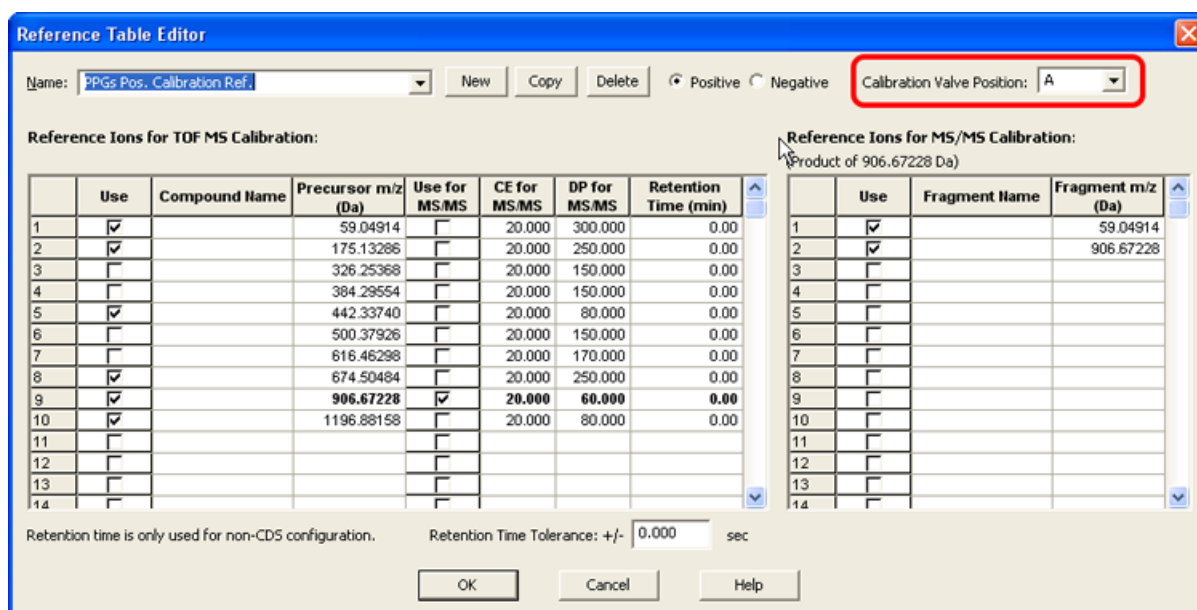 Reference Table Editor
Name: PPGs Pos. Calibration Ref. New Copy Delete Positive Negative Calibration Valve Position: A
Reference Ions for TOF MS Calibration:
Use Compound Name Precursor m/z (Da) Use for MS/MS CE for MS/MS DP for MS/MS Retention Time (min)
1 59.04914 20.000 300.000 0.00
2 175.13286 20.000 250.000 0.00
3 326.25368 20.000 150.000 0.00
4 384.29554 20.000 150.000 0.00
5 442.33740 20.000 80.000 0.00
6 500.37926 20.000 150.000 0.00
7 616.46298 20.000 170.000 0.00
8 674.50484 20.000 250.000 0.00
9 906.67228 20.000 60.000 0.00
10 1196.88158 20.000 80.000 0.00
11
12
13
14
Reference Ions for MS/MS Calibration:
(Product of 906.67228 Da)
Use Fragment Name Fragment m/z (Da)
1 59.04914
2 906.67228
3
4
5
6
7
8
9
10
11
12
13
14
Retention time is only used for non-CDS configuration. Retention Time Tolerance: +/- 0.000 sec
OK Cancel Help